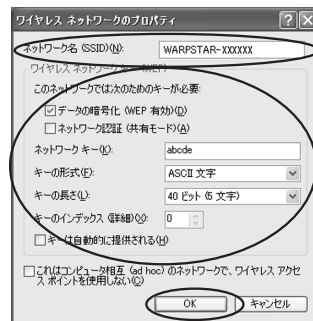 ワイヤレス ネットワークのプロパティ
ネットワーク名 (SSID)(N): WARPSTAR-XXXXXX
ワイヤレス ネットワーク キー (WEP)
このネットワークでは次のためのキーが必要:
データの暗号化 (WEP 有効)(D)
ネットワーク認証 (共有モード)(A)
ネットワーク キー(K): abcde
キーの形式(F): ASCII 文字
キーの長さ(L): 40 ビット (5 文字)
キーのインデックス (詳細)(X): 0
キーは自動的に提供される(H)
これはコンピュータ相互 (ad hoc) のネットワークで、ワイヤレス アクセ
ス ポイントを使用しない(C)
OK キャンセル